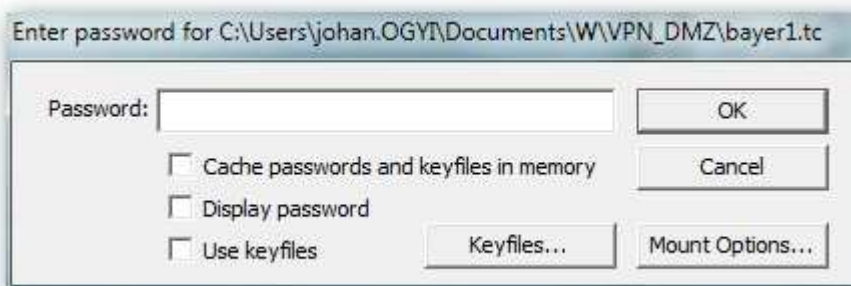 Enter password for C:\Users\johan.OGYI\Documents\W\VPN_DMZ\bayer1.tc
Password:
OK
Cache passwords and keyfiles in memory
Cancel
Display password
Use keyfiles
Keyfiles...
Mount Options...